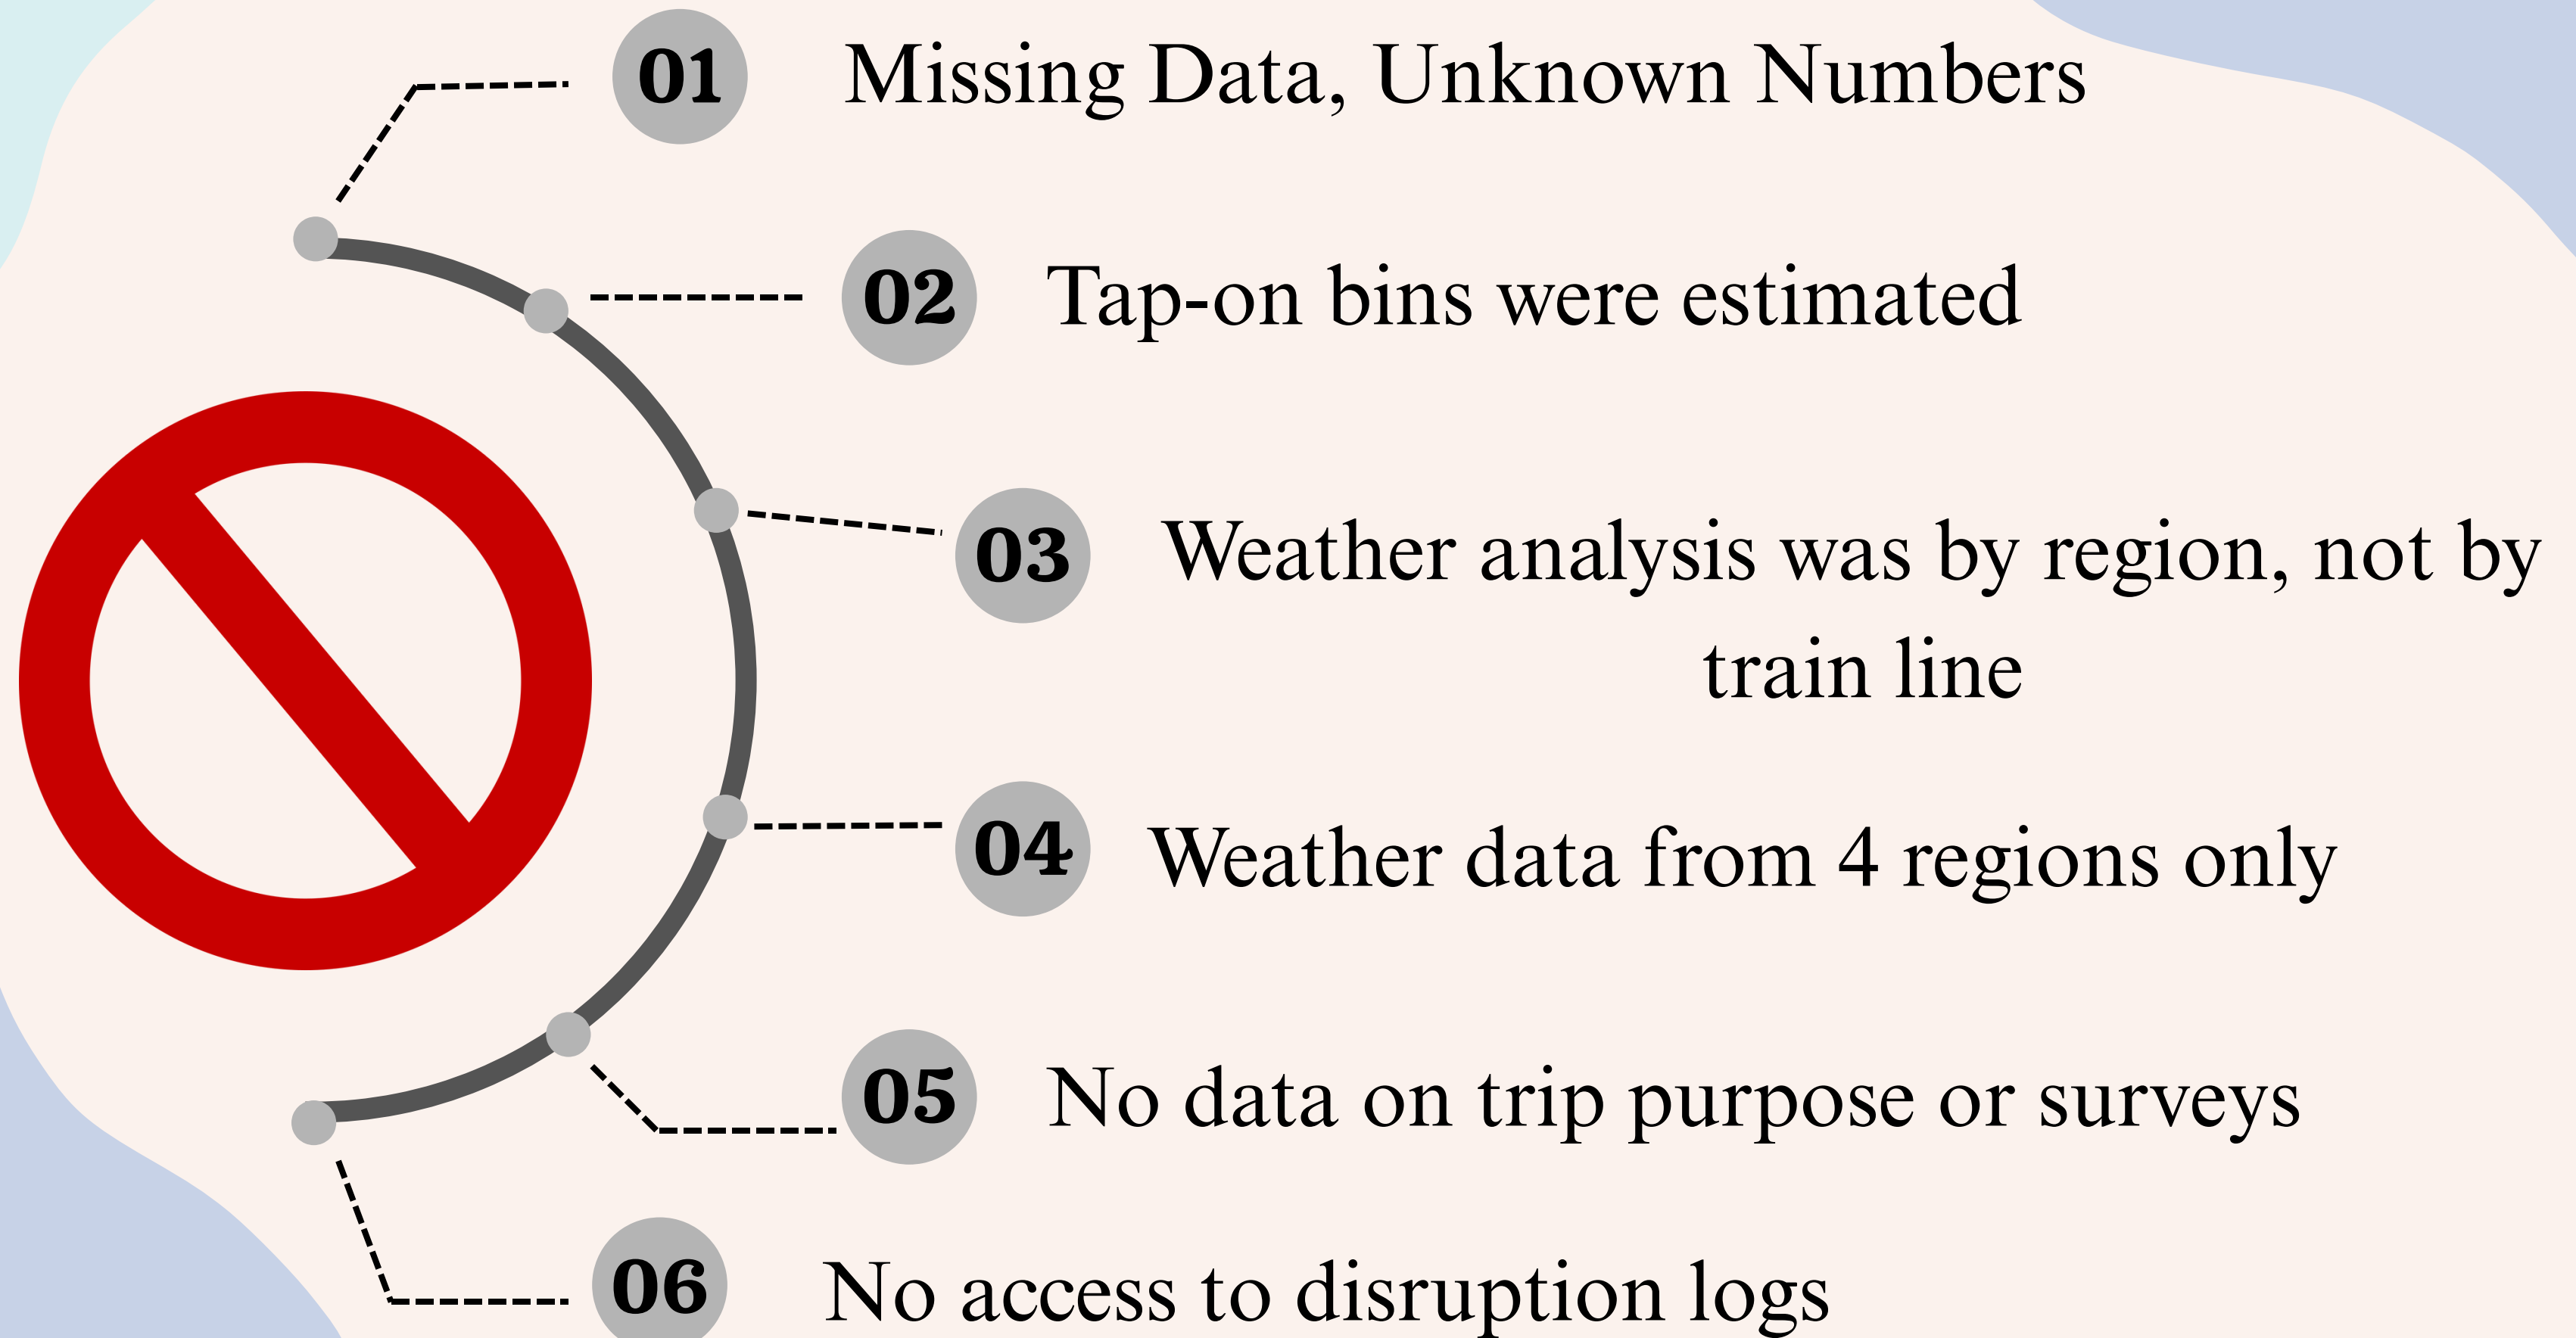 01 Missing Data, Unknown Numbers
02 Tap-on bins were estimated
03 Weather analysis was by region, not by
train line
04 Weather data from 4 regions only
05 No data on trip purpose or surveys
06 No access to disruption logs